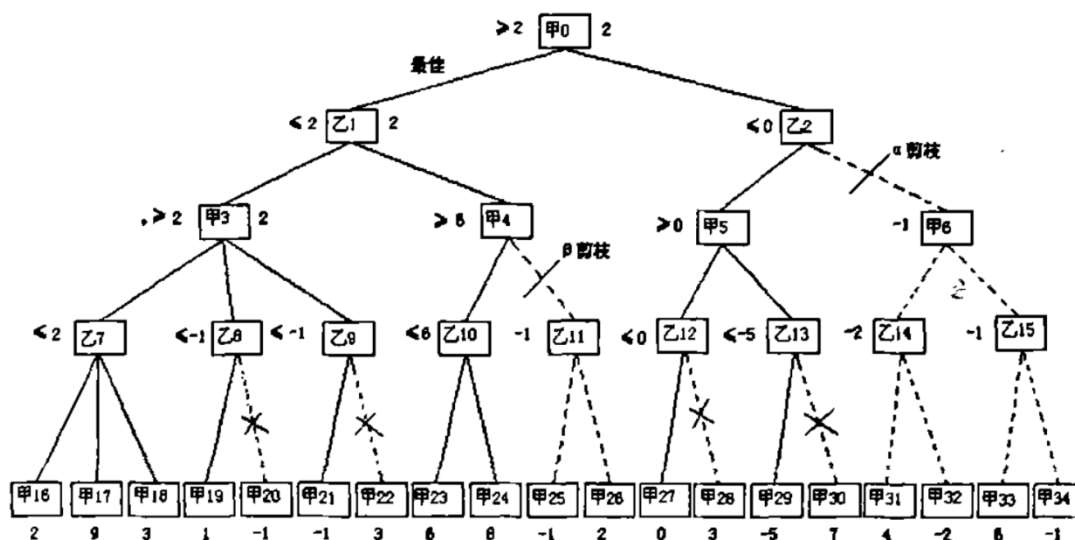 ≥2 甲0 2
最佳
≤2 乙1 2 ≤0 乙2
α剪枝
≥2 甲3 2 ≥6 甲4 ≥0 甲5 -1 甲6
β剪枝
≤2 乙7 ≤-1 乙8 ≤-1 乙9 ≤6 乙10 -1 乙11 ≤0 乙12 ≤-5 乙13 -2 乙14 -1 乙15
甲16 甲17 甲18 甲19 甲20 甲21 甲22 甲23 甲24 甲25 甲26 甲27 甲28 甲29 甲30 甲31 甲32 甲33 甲34
2 9 3 1 -1 -1 3 6 8 -1 2 0 3 -5 7 4 -2 6 -1